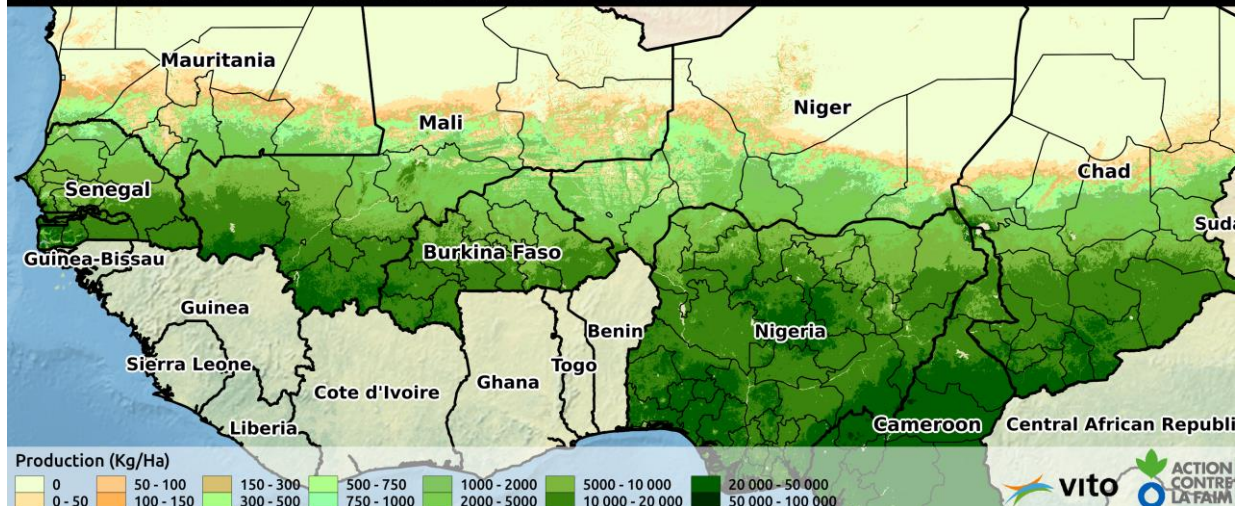 Mauritania
Niger
Mali
Chad
Senegal
Suda
Burkina Faso
Guinea-Bissau
Guinea
Benin
Nigeria
Sierra Leone
Togo
Ghana
Cote d'Ivoire
Liberia
Cameroon
Central African Republi
Production (Kg/Ha)
0
50 - 100
150 - 300
500 - 750
1000 - 2000
5000 - 10 000
20 000 - 50 000
0 - 50
100 - 150
300 - 500
750 - 1000
2000 - 5000
10 000 - 20 000
50 000 - 100 000
vito
ACTION
CONTRE
LA FAIM